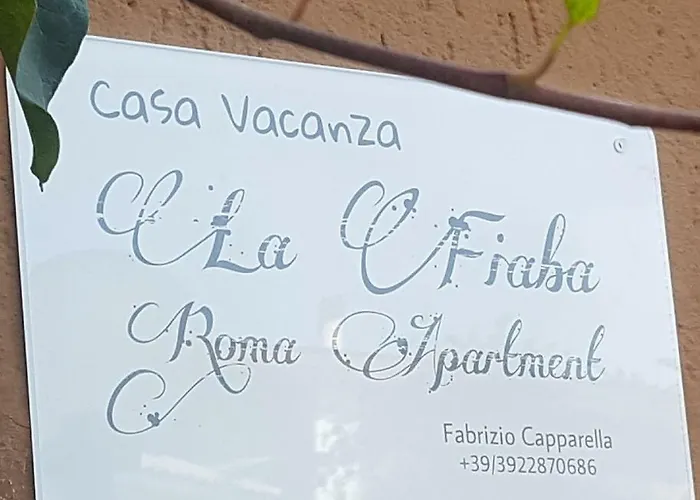 Casa Vacanza
La Fiaba
Roma Apartment
Fabrizio Capparella
+39/3922870686